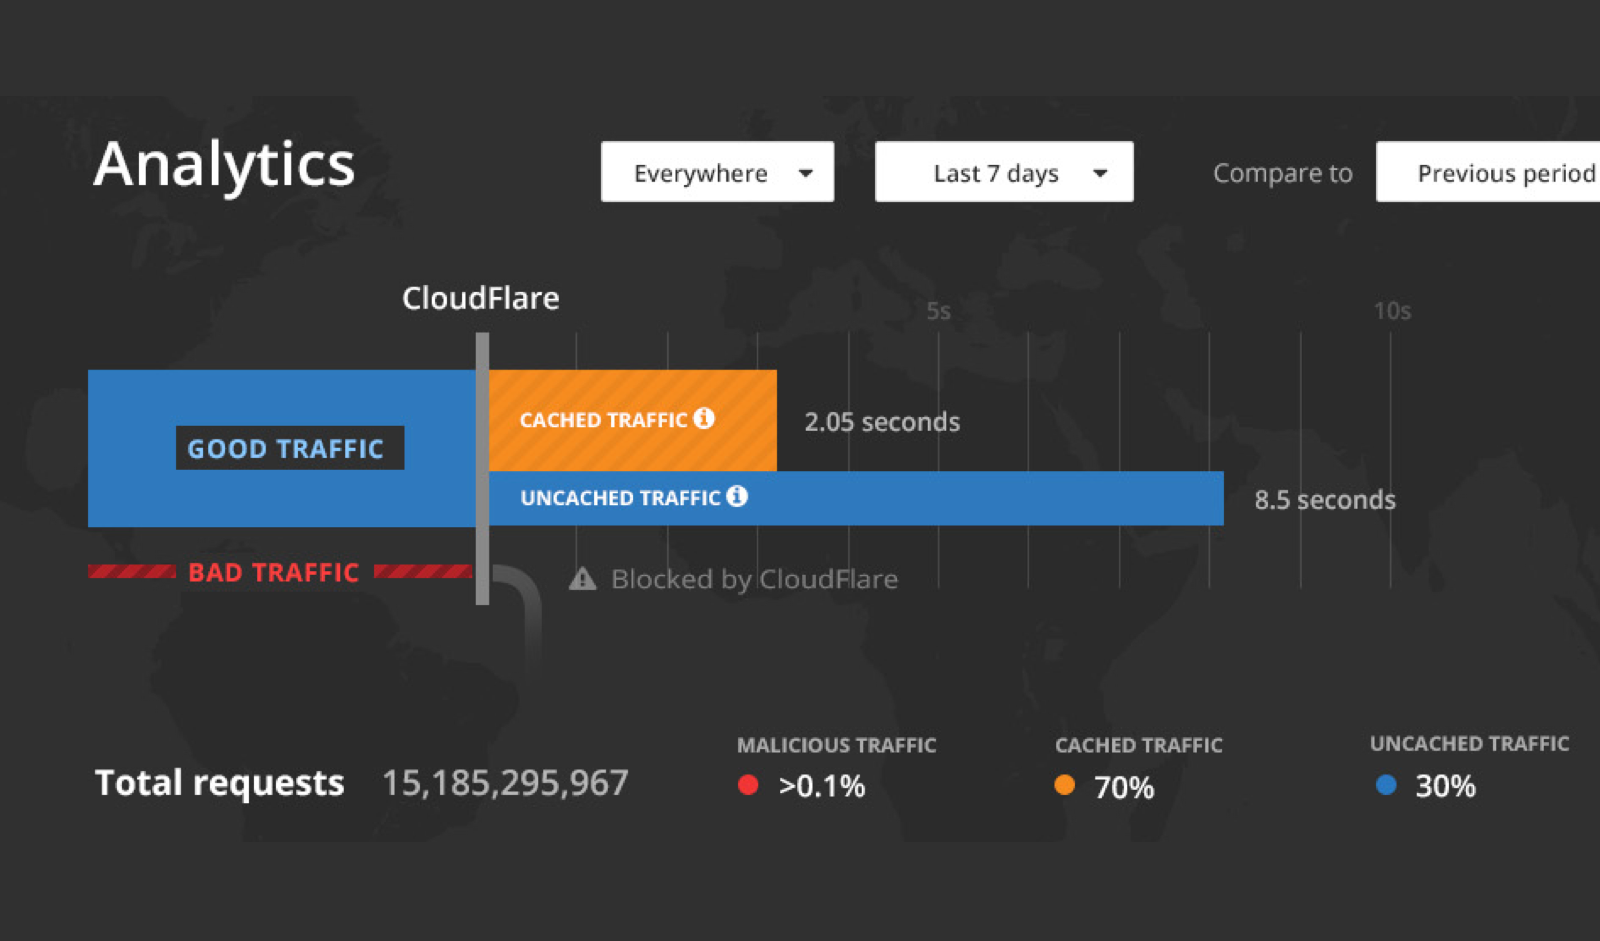 Analytics
Everywhere
Last 7 days
Compare to
Previous period
CloudFlare
5s
10s
CACHED TRAFFIC
2.05 seconds
GOOD TRAFFIC
UNCACHED TRAFFIC
8.5 seconds
BAD TRAFFIC
Blocked by CloudFlare
MALICIOUS TRAFFIC
CACHED TRAFFIC
UNCACHED TRAFFIC
Total requests 15,185,295,967
>0.1%
70%
30%